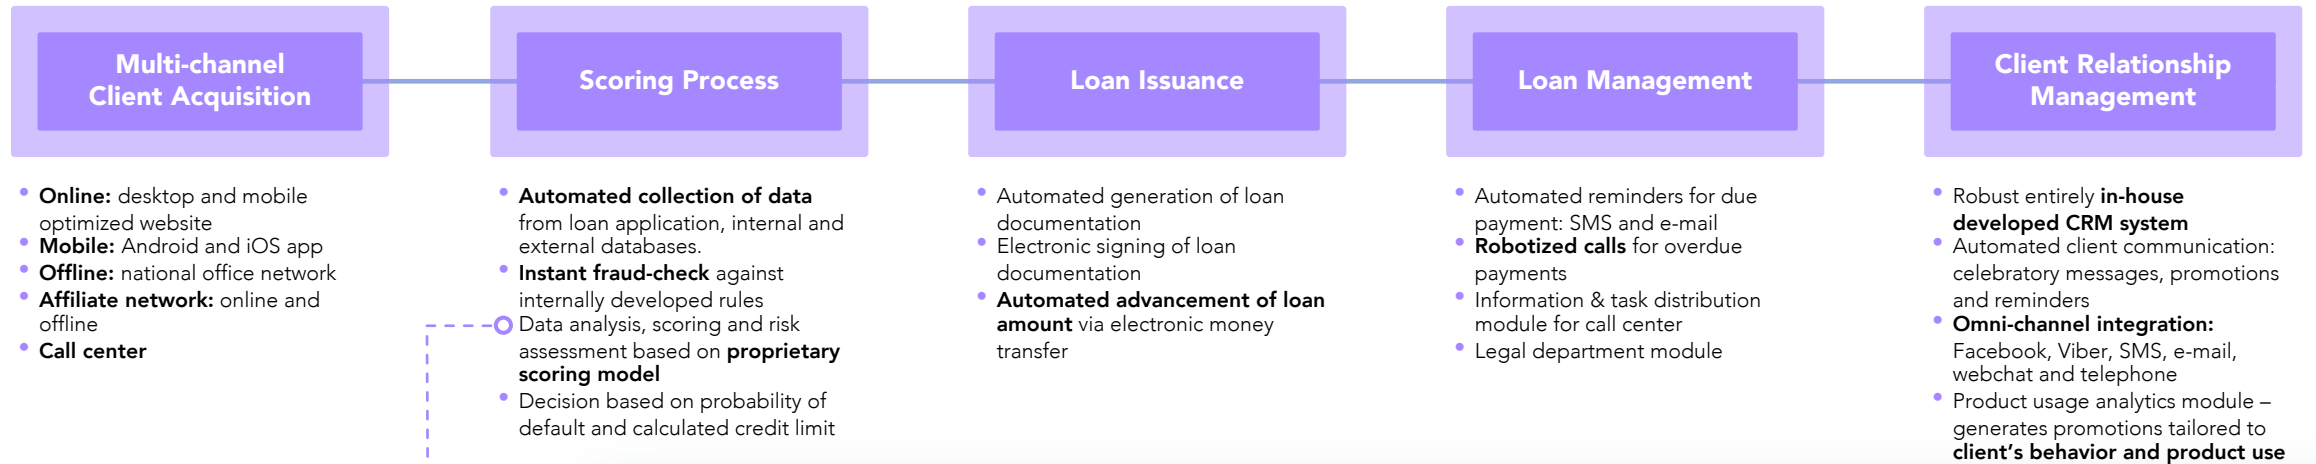 Multi-channel
Client Acquisition
Online: desktop and mobile
optimized website
Mobile: Android and iOS app
Offline: national office network
Affiliate network: online and
offline
Call center
Scoring Process
Automated collection of data
from loan application, internal and
external databases.
Instant fraud-check against
internally developed rules
Data analysis, scoring and risk
assessment based on proprietary
scoring model
Decision based on probability of
default and calculated credit limit
Loan Issuance
Automated generation of loan
documentation
Electronic signing of loan
documentation
Automated advancement of loan
amount via electronic money
transfer
Loan Management
Automated reminders for due
payment: SMS and e-mail
Robotized calls for overdue
payments
Information & task distribution
module for call center
Legal department module
Client Relationship
Management
Robust entirely in-house
developed CRM system
Automated client communication:
celebratory messages, promotions
and reminders
Omni-channel integration:
Facebook, Viber, SMS, e-mail,
webchat and telephone
Product usage analytics module –
generates promotions tailored to
client’s behavior and product use